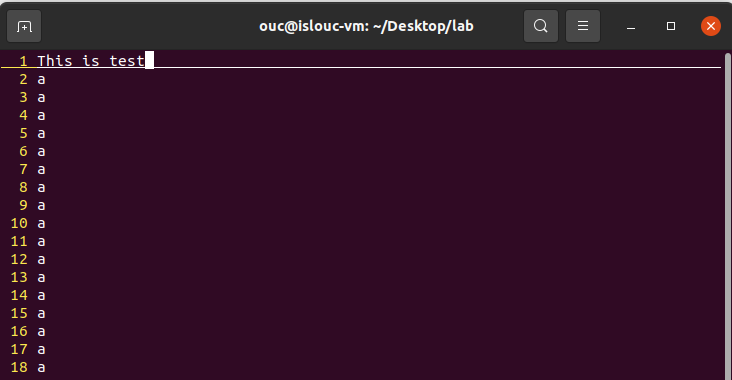 ouc@islouc-vm: ~/Desktop/lab
1 This is test
2 a
3 a
4 a
5 a
6 a
7 a
8 a
9 a
10 a
11 a
12 a
13 a
14 a
15 a
16 a
17 a
18 a